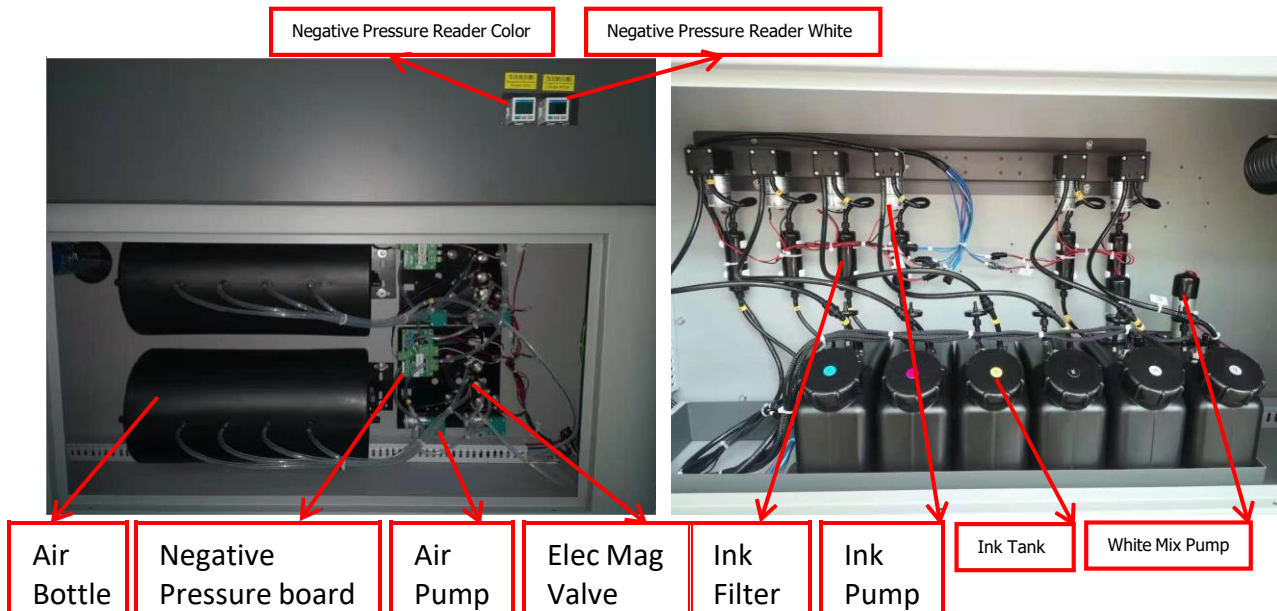 Negative Pressure Reader Color
Negative Pressure Reader White
Air
Bottle
Negative
Pressure board
Air
Pump
Elec Mag
Valve
Ink
Filter
Ink
Pump
Ink Tank
White Mix Pump